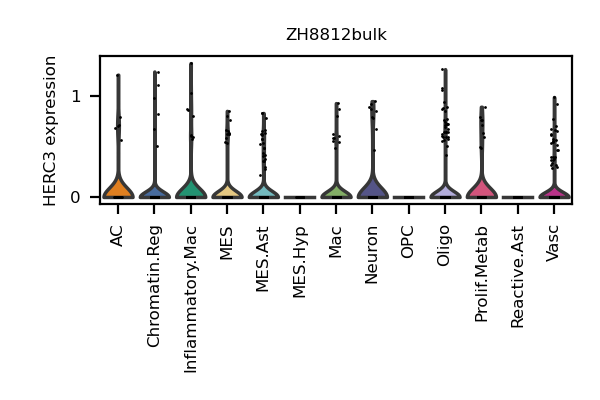 ZH8812bulk
HERC3 expression
1
0
AC
Chromatin.Reg
Inflammatory.Mac
MES
MES.Ast
MES.Hyp
Mac
Neuron
OPC
Oligo
Prolif.Metab
Reactive.Ast
Vasc